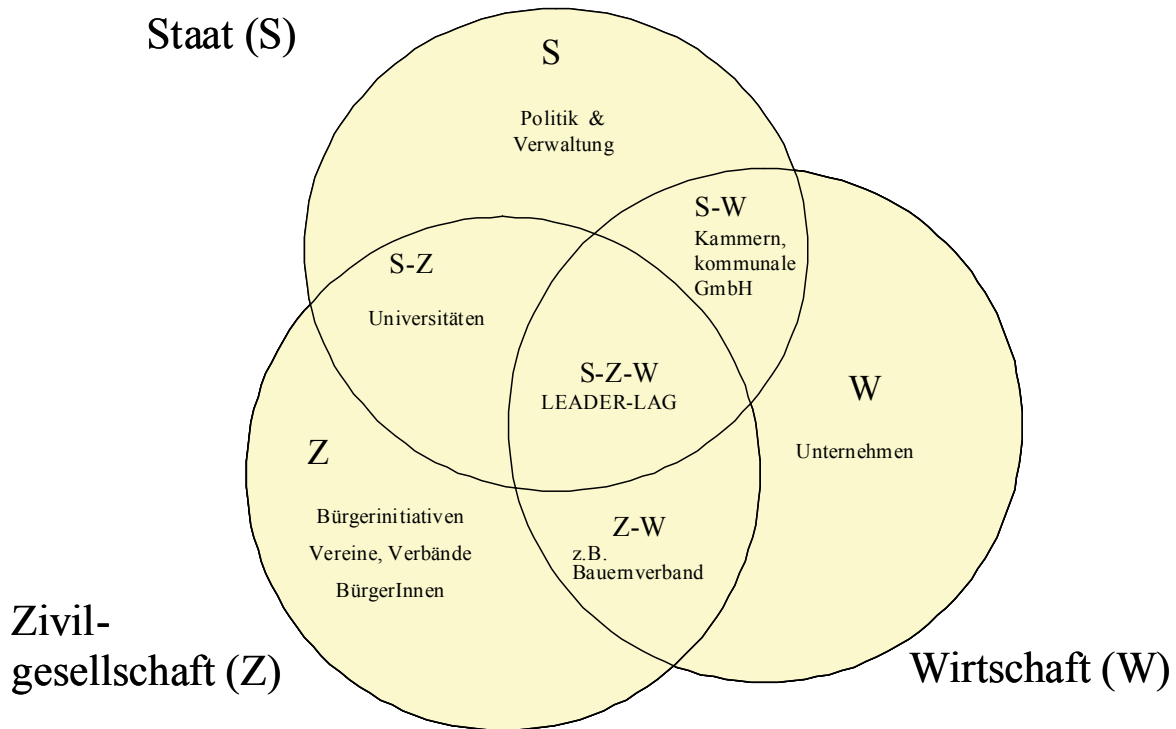 Staat (S)
S
Politik &
Verwaltung
S-W
Kammern,
kommunale
GmbH
S-Z
Universitäten
S-Z-W
LEADER-LAG
W
Unternehmen
Z
Bürgerinitiativen
Vereine, Verbände
BürgerInnen
Z-W
z.B.
Bauernverband
Zivil-
gesellschaft (Z)
Wirtschaft (W)